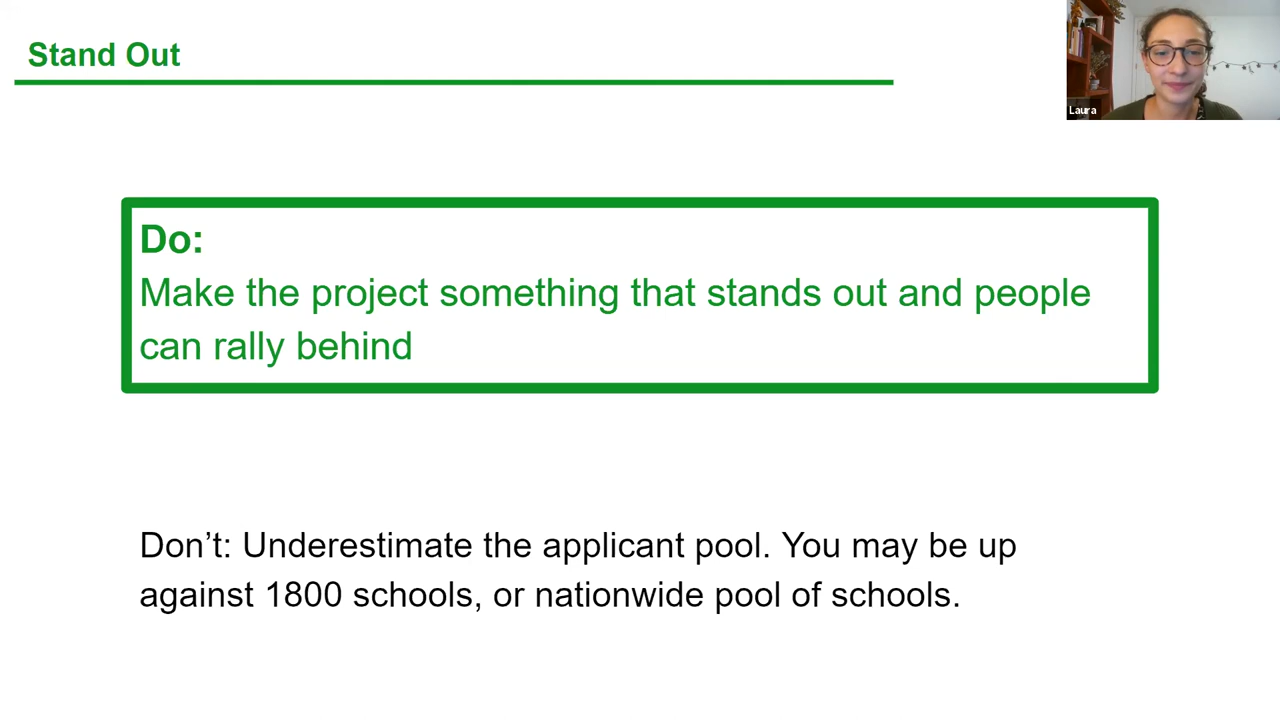 Stand Out
Laura
Do:
Make the project something that stands out and people
can rally behind
Don’t: Underestimate the applicant pool. You may be up
against 1800 schools, or nationwide pool of schools.